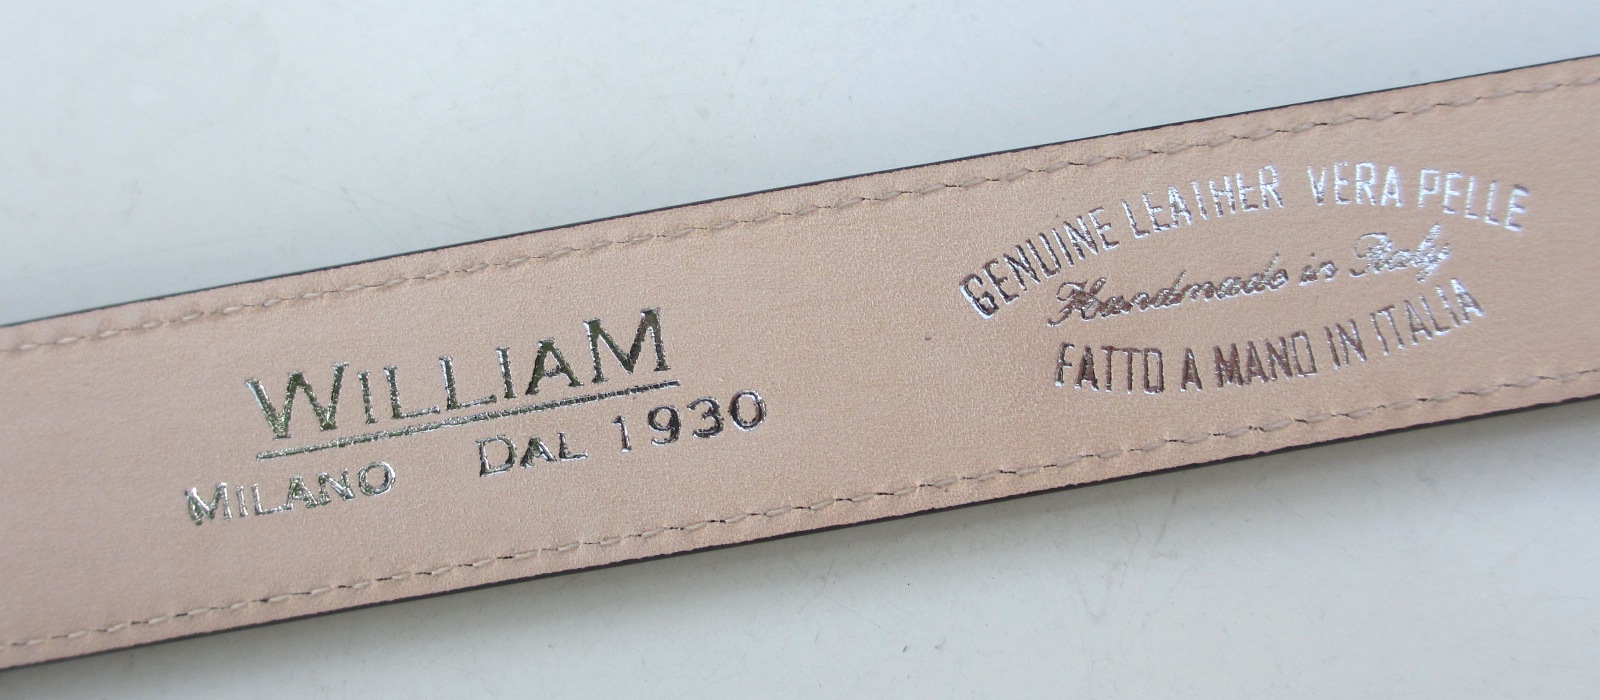 WILLIAM
MILANO DAL 1930
GENUINE LEATHER VERA PELLE
Handmade in Italy
FATTO A MANO IN ITALIA